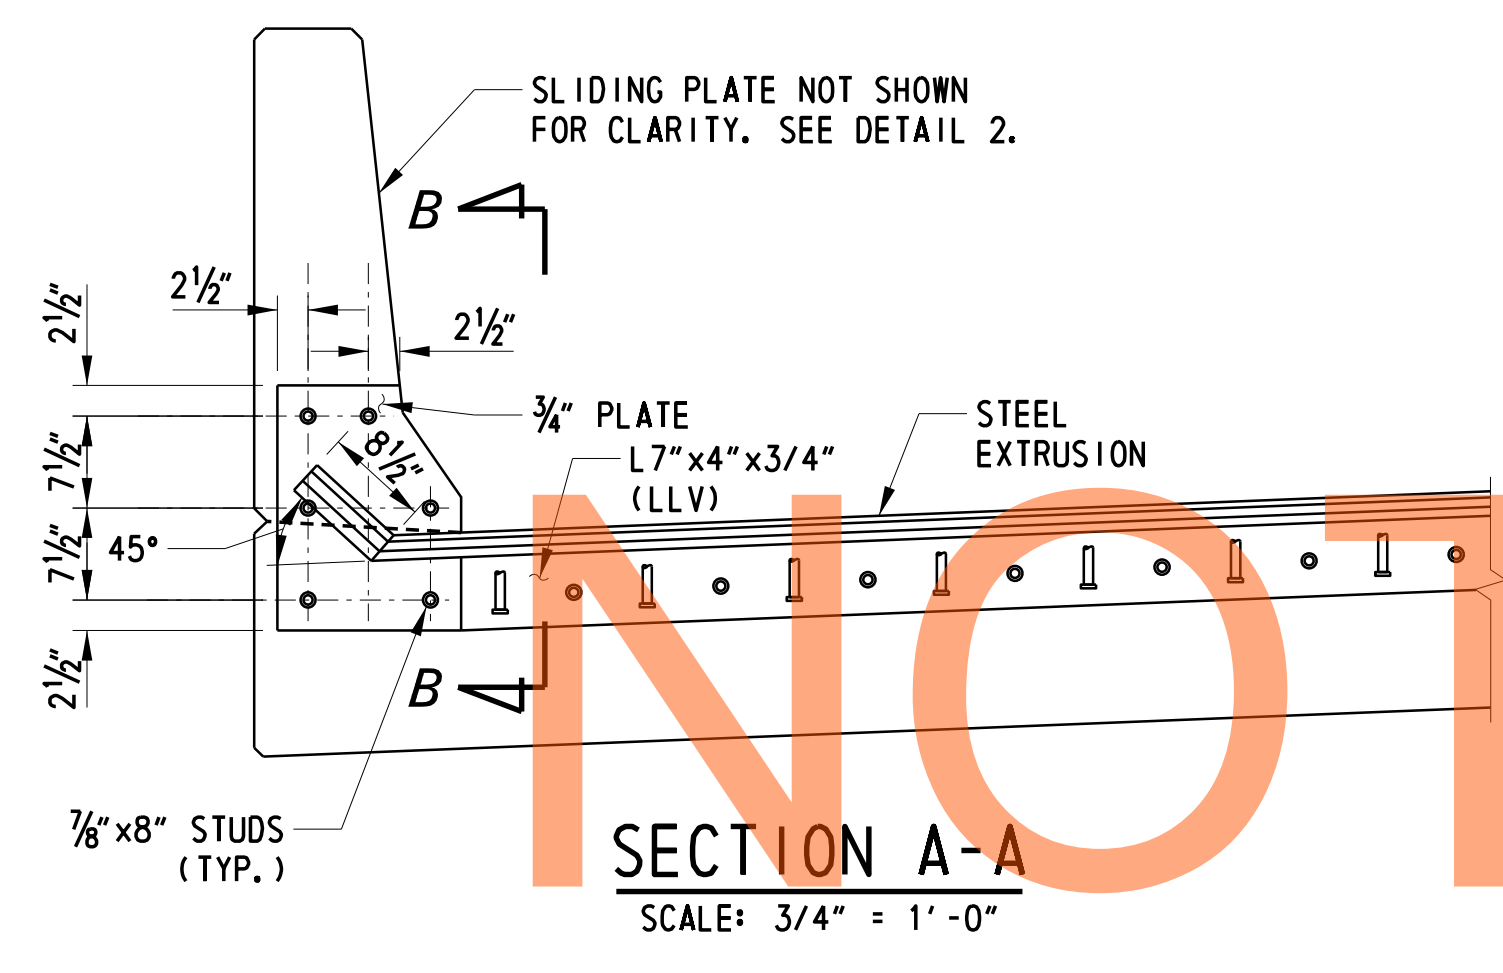 SLIDING PLATE NOT SHOWN
FOR CLARITY. SEE DETAIL 2.
B
2½"
2½"
2½"
¾" PLATE
8½"
STEEL
EXTRUSION
L7"x4"x3/4"
(LLV)
7½"
45°
7½"
2½"
B
⅞"x8" STUDS
(TYP.)
SECTION A-A
SCALE: 3/4" = 1'-0"
NOT